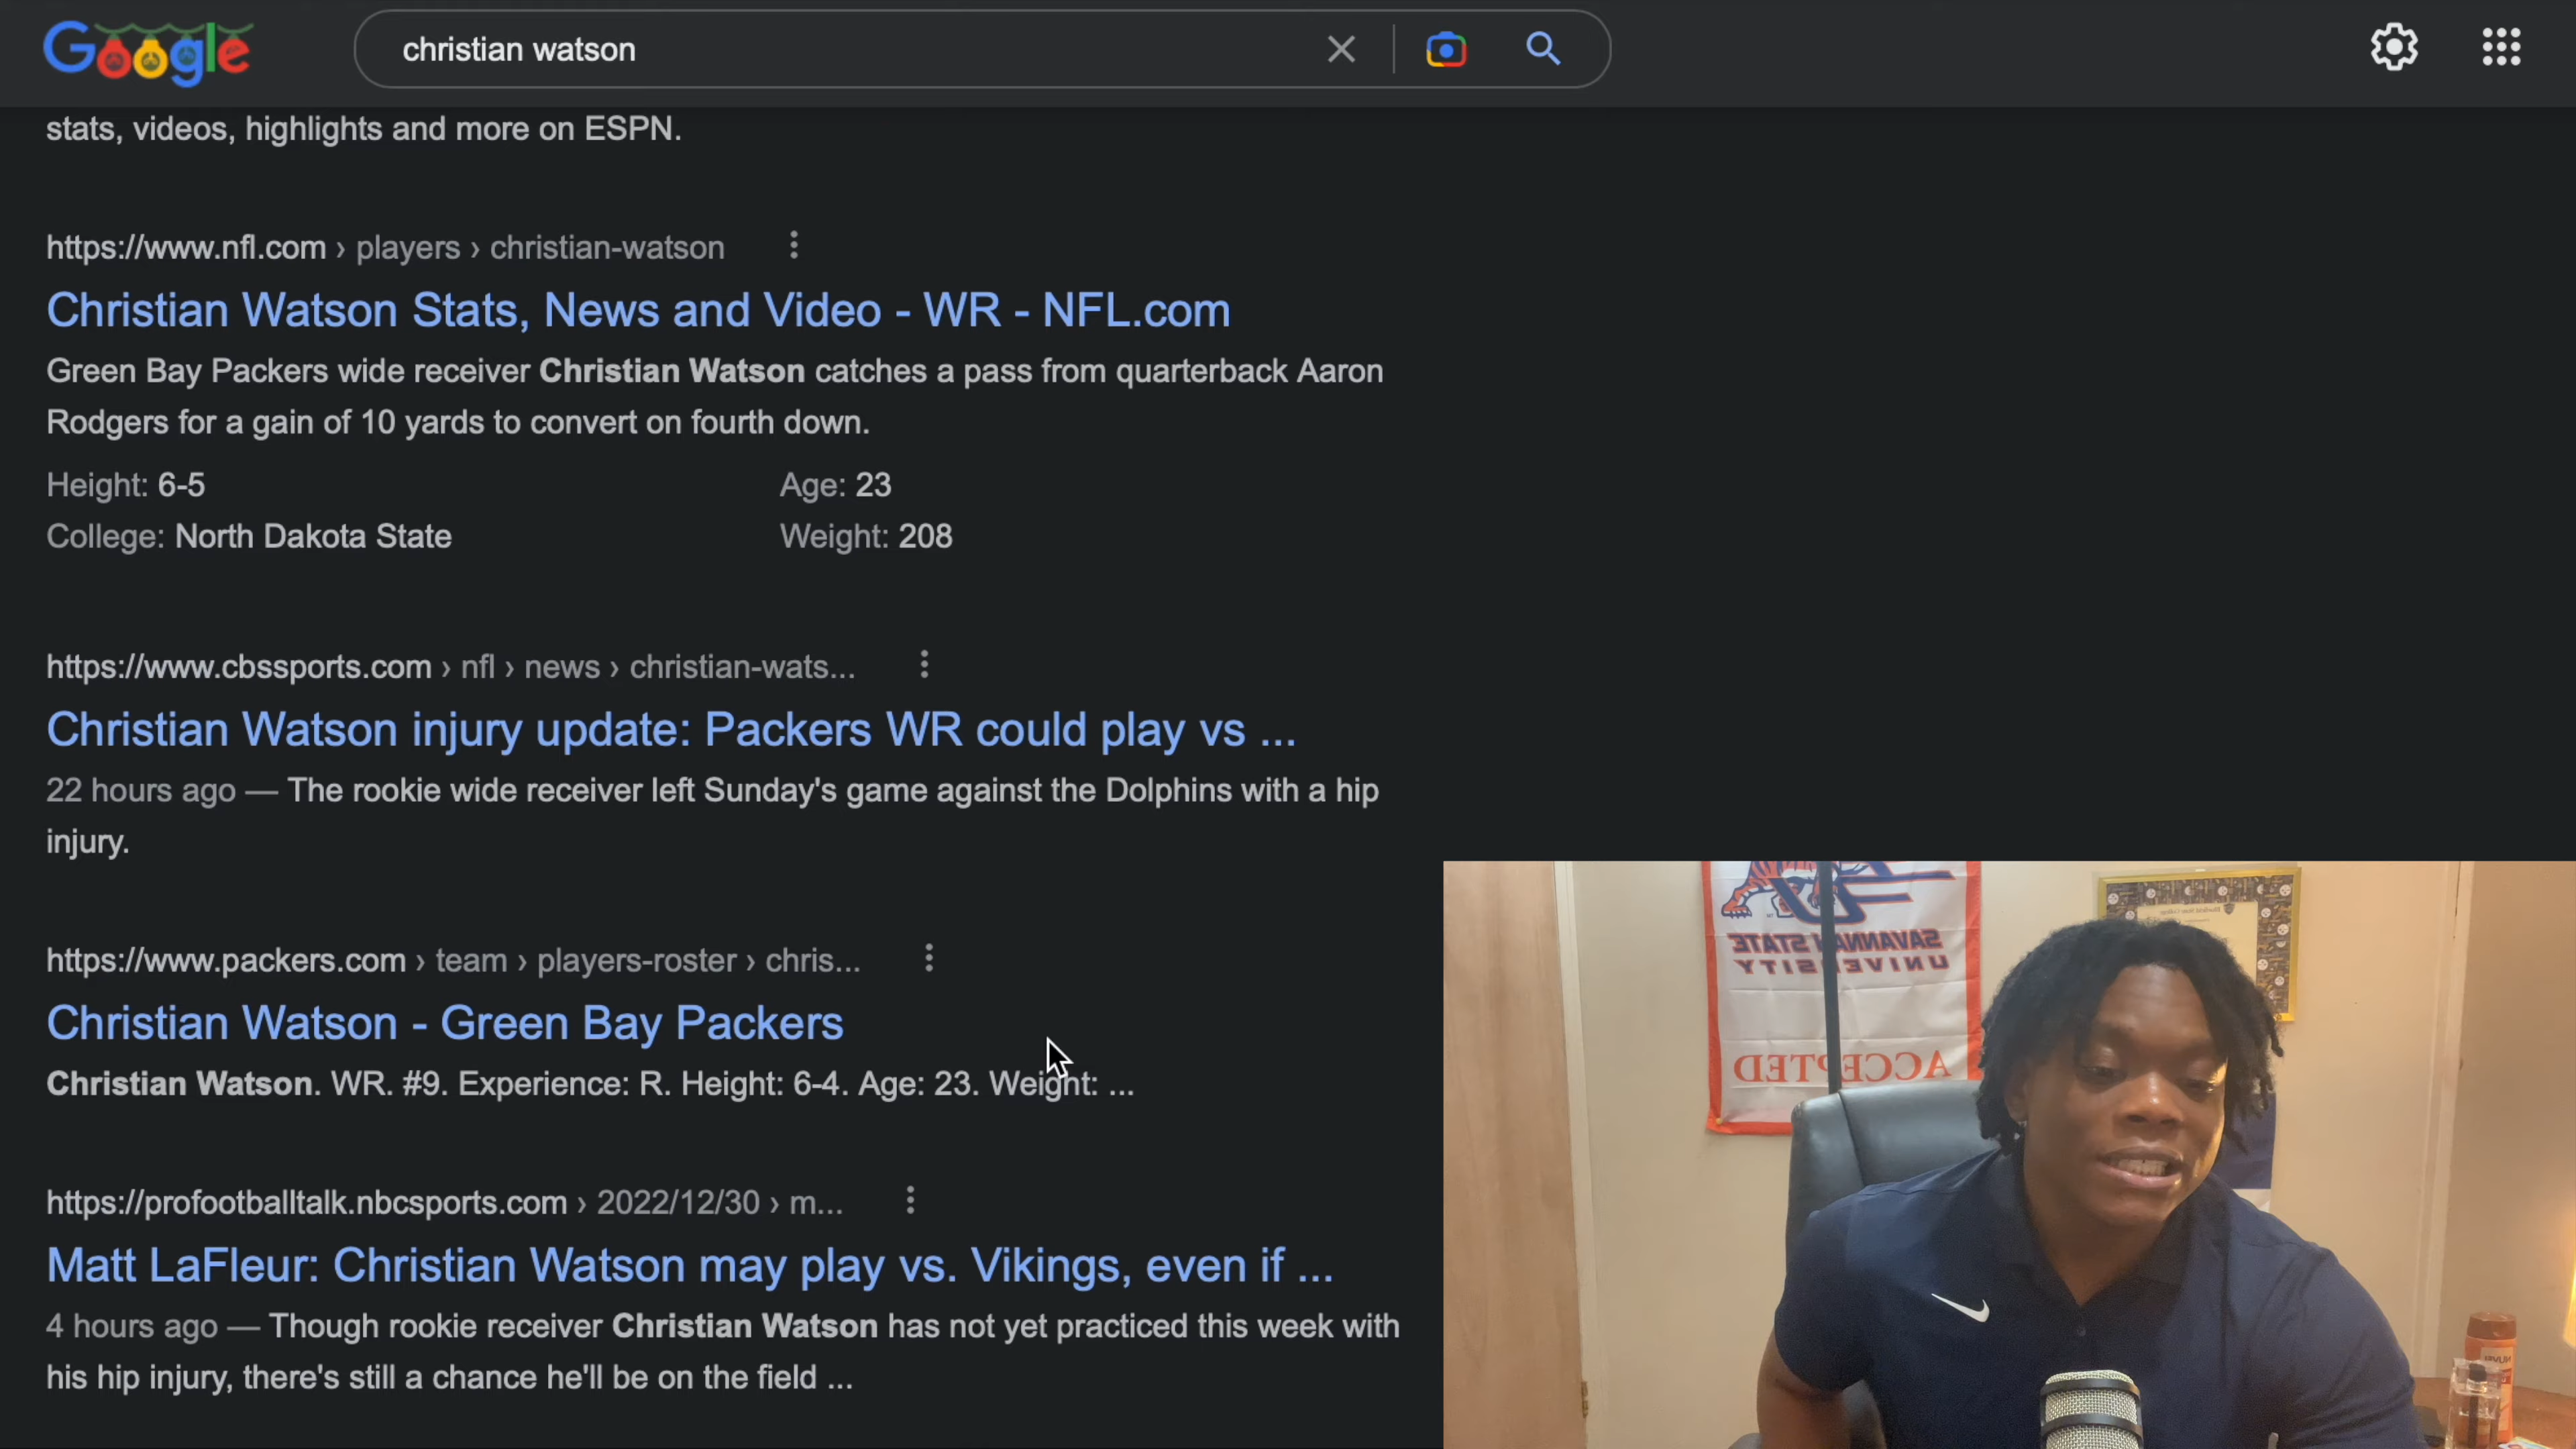 Google
christian watson
stats, videos, highlights and more on ESPN.
https://www.nfl.com › players › christian-watson
Christian Watson Stats, News and Video - WR - NFL.com
Green Bay Packers wide receiver Christian Watson catches a pass from quarterback Aaron
Rodgers for a gain of 10 yards to convert on fourth down.
Height: 6-5 Age: 23
College: North Dakota State Weight: 208
https://www.cbssports.com › nfl › news › christian-wats...
Christian Watson injury update: Packers WR could play vs ...
22 hours ago — The rookie wide receiver left Sunday's game against the Dolphins with a hip
injury.
https://www.packers.com › team › players-roster › chris...
Christian Watson - Green Bay Packers
Christian Watson. WR. #9. Experience: R. Height: 6-4. Age: 23. Weight: ...
https://profootballtalk.nbcsports.com › 2022/12/30 › m...
Matt LaFleur: Christian Watson may play vs. Vikings, even if ...
4 hours ago — Though rookie receiver Christian Watson has not yet practiced this week with
his hip injury, there's still a chance he'll be on the field ...
SAVANNAH STATE
UNIVERSITY
ACCEPTED